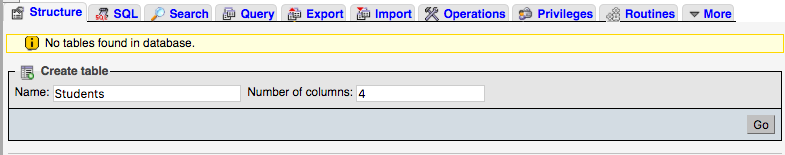 Structure SQL Search Query Export Import Operations Privileges Routines More
No tables found in database.
Create table
Name: Students Number of columns: 4
Go